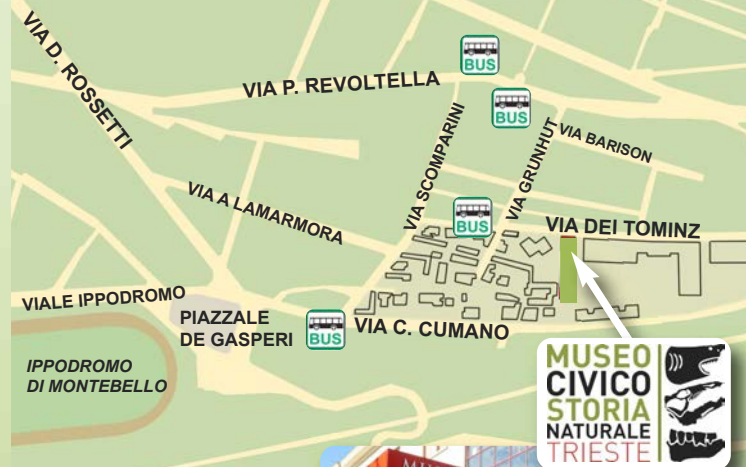 VIA D. ROSSETTI
BUS
VIA P. REVOLTELLA
BUS
VIA SCOMPARINI
VIA GRUNHUT
VIA BARISON
VIA A LAMARMORA
BUS
VIA DEI TOMINZ
VIALE IPPODROMO
PIAZZALE
DE GASPERI
BUS
VIA C. CUMANO
IPPODROMO
DI MONTEBELLO
MUSEO
CIVICO
STORIA
NATURALE
TRIESTE